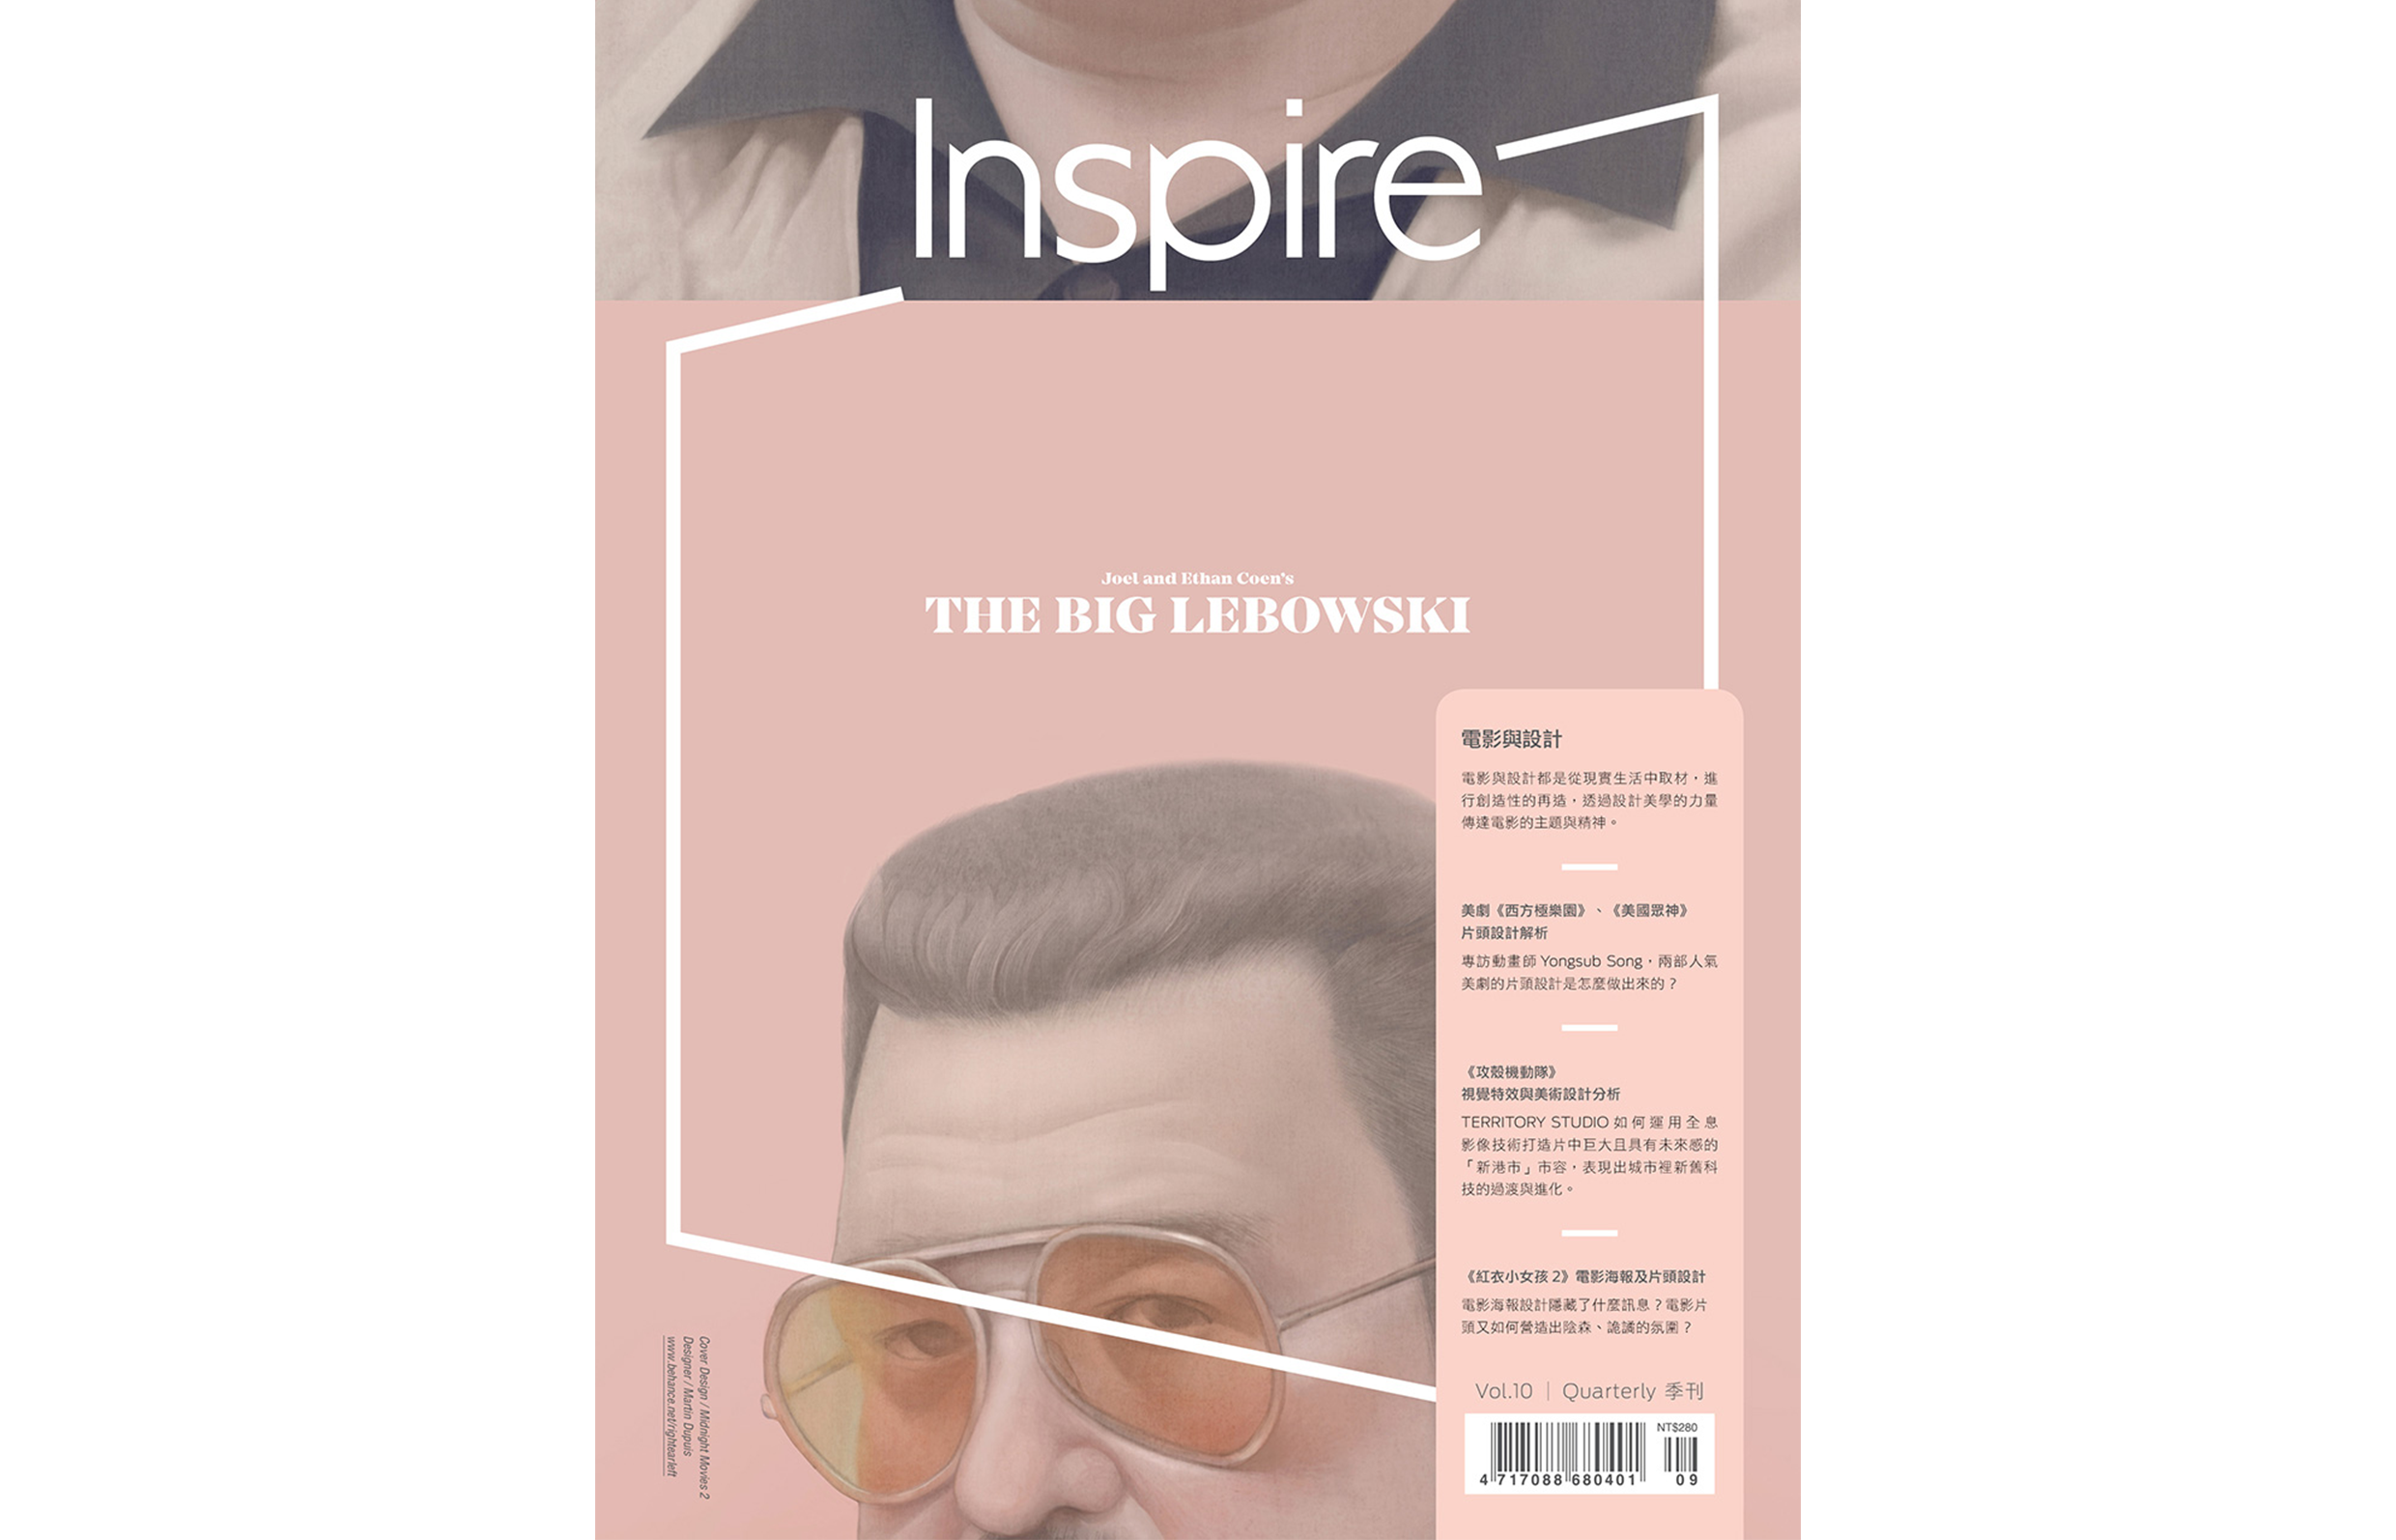 Inspire
Joel and Ethan Coen's
THE BIG LEBOWSKI
電影與設計
電影與設計都是從現實生活中取材，進
行創造性的再造，透過設計美學的力量
傳達電影的主題與精神。
美劇《西方極樂園》、《美國眾神》
片頭設計解析
專訪動畫師 Yongsub Song，兩部人氣
美劇的片頭設計是怎麼做出來的？
《攻殼機動隊》
視覺特效與美術設計分析
TERRITORY STUDIO 如何運用全息
影像技術打造片中巨大且具有未來感的
「新港市」市容，表現出城市裡新舊科
技的過渡與進化。
《紅衣小女孩 2》電影海報及片頭設計
電影海報設計隱藏了什麼訊息？電影片
頭又如何營造出陰森、詭譎的氛圍？
Vol.10 | Quarterly 季刊
NT$280
4 717088 680401 09
Cover Design / Midnight Movies 2
Designer / Martin Dupuis
www.behance.net/rightearleft